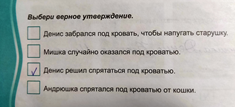 Выбери верное утверждение.
Денис забрался под кровать, чтобы напугать старушку.
Мишка случайно оказался под кроватью.
Денис решил спрятаться под кроватью.
Андрюшка спрятался под кроватью от кошки.